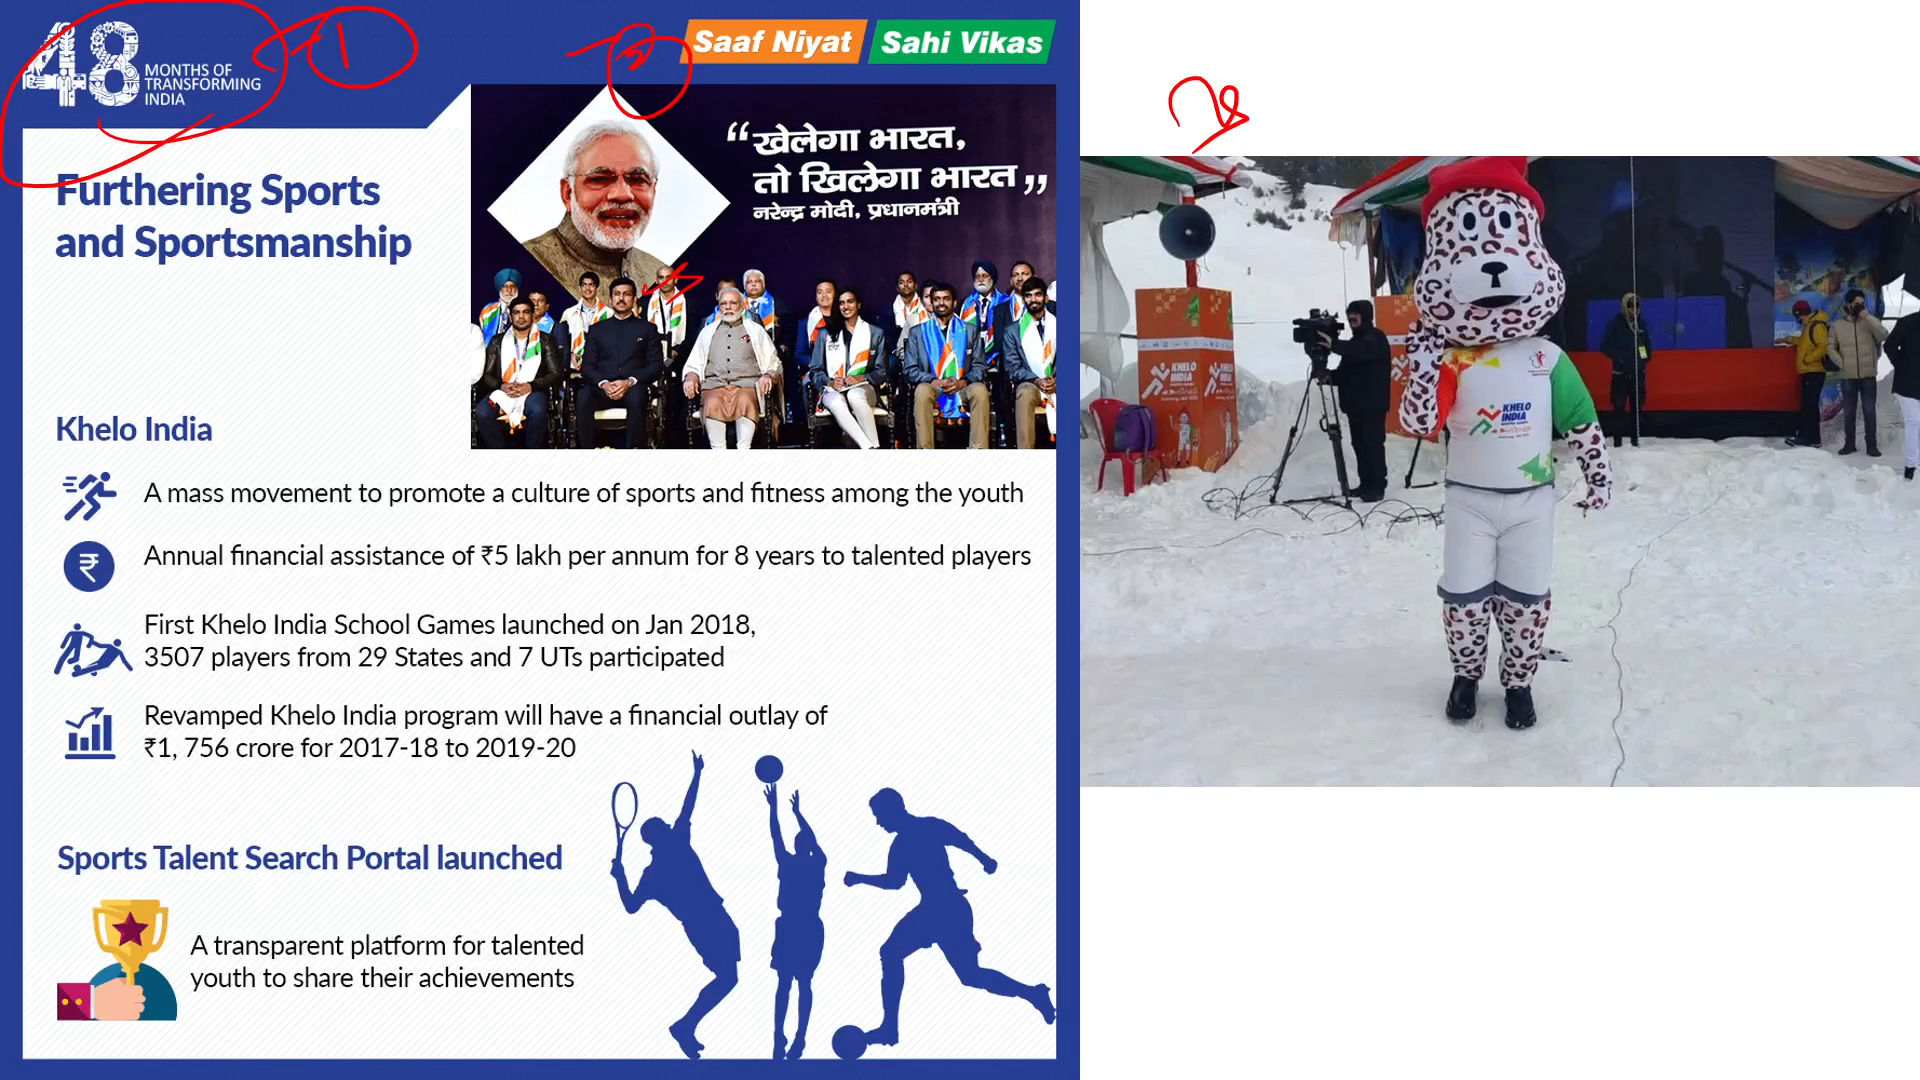 48
MONTHS OF
TRANSFORMING
INDIA
1
Saaf Niyat Sahi Vikas
“खेलेगा भारत,
तो खिलेगा भारत”
नरेन्द्र मोदी, प्रधानमंत्री
Furthering Sports
and Sportsmanship
Khelo India
A mass movement to promote a culture of sports and fitness among the youth
₹
Annual financial assistance of ₹5 lakh per annum for 8 years to talented players
First Khelo India School Games launched on Jan 2018,
3507 players from 29 States and 7 UTs participated
Revamped Khelo India program will have a financial outlay of
₹1, 756 crore for 2017-18 to 2019-20
Sports Talent Search Portal launched
A transparent platform for talented
youth to share their achievements
KHELO
INDIA
KHELO
INDIA
KHELO
INDIA